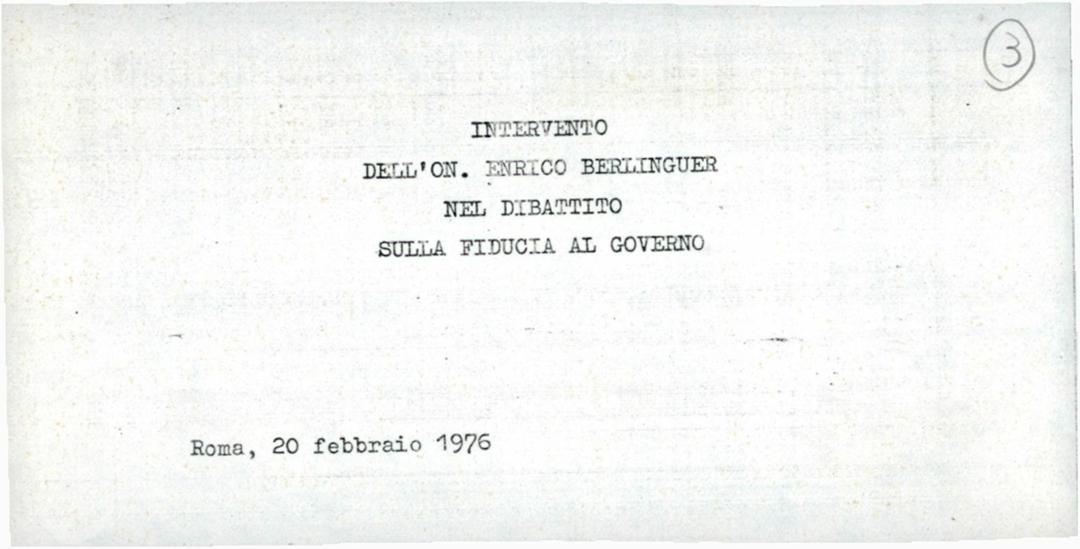 3
INTERVENTO
DELL'ON. ENRICO BERLINGUER
NEL DIBATTITO
SULLA FIDUCIA AL GOVERNO
Roma, 20 febbraio 1976